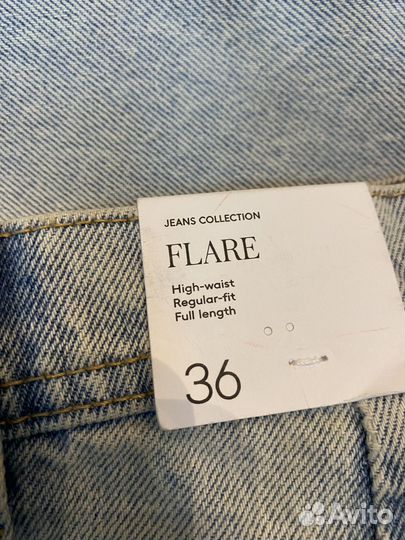 JEANS COLLECTION
FLARE
High-waist
Regular-fit
Full length
36
Avito